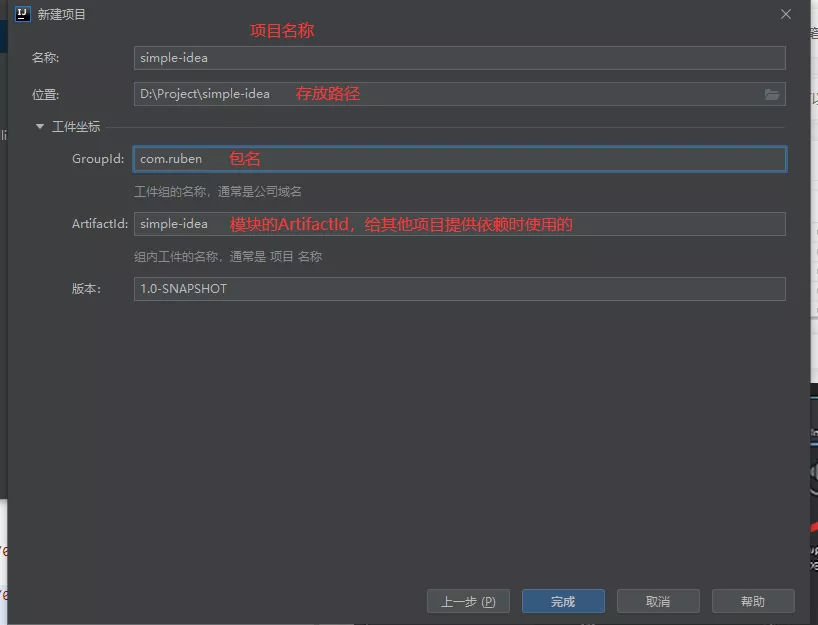 新建项目
项目名称
名称:
simple-idea
位置:
D:\Project\simple-idea 存放路径
工件坐标
GroupId:
com.ruben 包名
工件组的名称，通常是公司域名
ArtifactId:
simple-idea 模块的ArtifactId，给其他项目提供依赖时使用的
组内工件的名称，通常是 项目 名称
版本:
1.0-SNAPSHOT
上一步 (P)
完成
取消
帮助